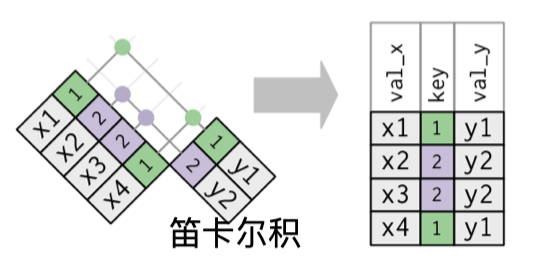 1
x1
2
x2
2
x3
1
x4
1
y1
2
y2
笛卡尔积
val_x key val_y
x1 1 y1
x2 2 y2
x3 2 y2
x4 1 y1